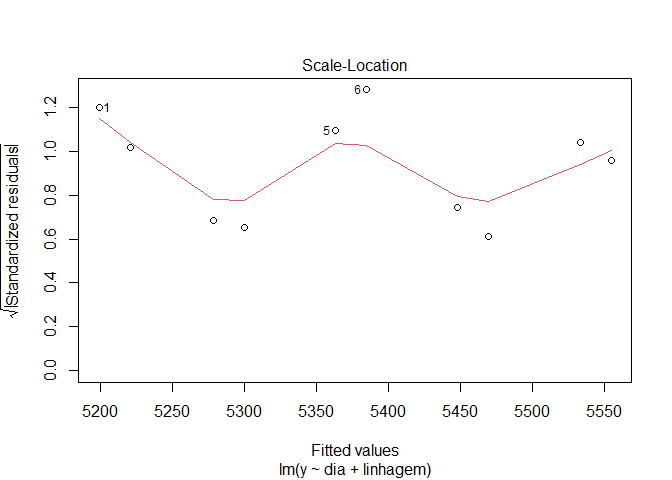 Scale-Location
√|Standardized residuals|
0.0 0.2 0.4 0.6 0.8 1.0 1.2
1
5
6
5200 5250 5300 5350 5400 5450 5500 5550
Fitted values
lm(y ~ dia + linhagem)